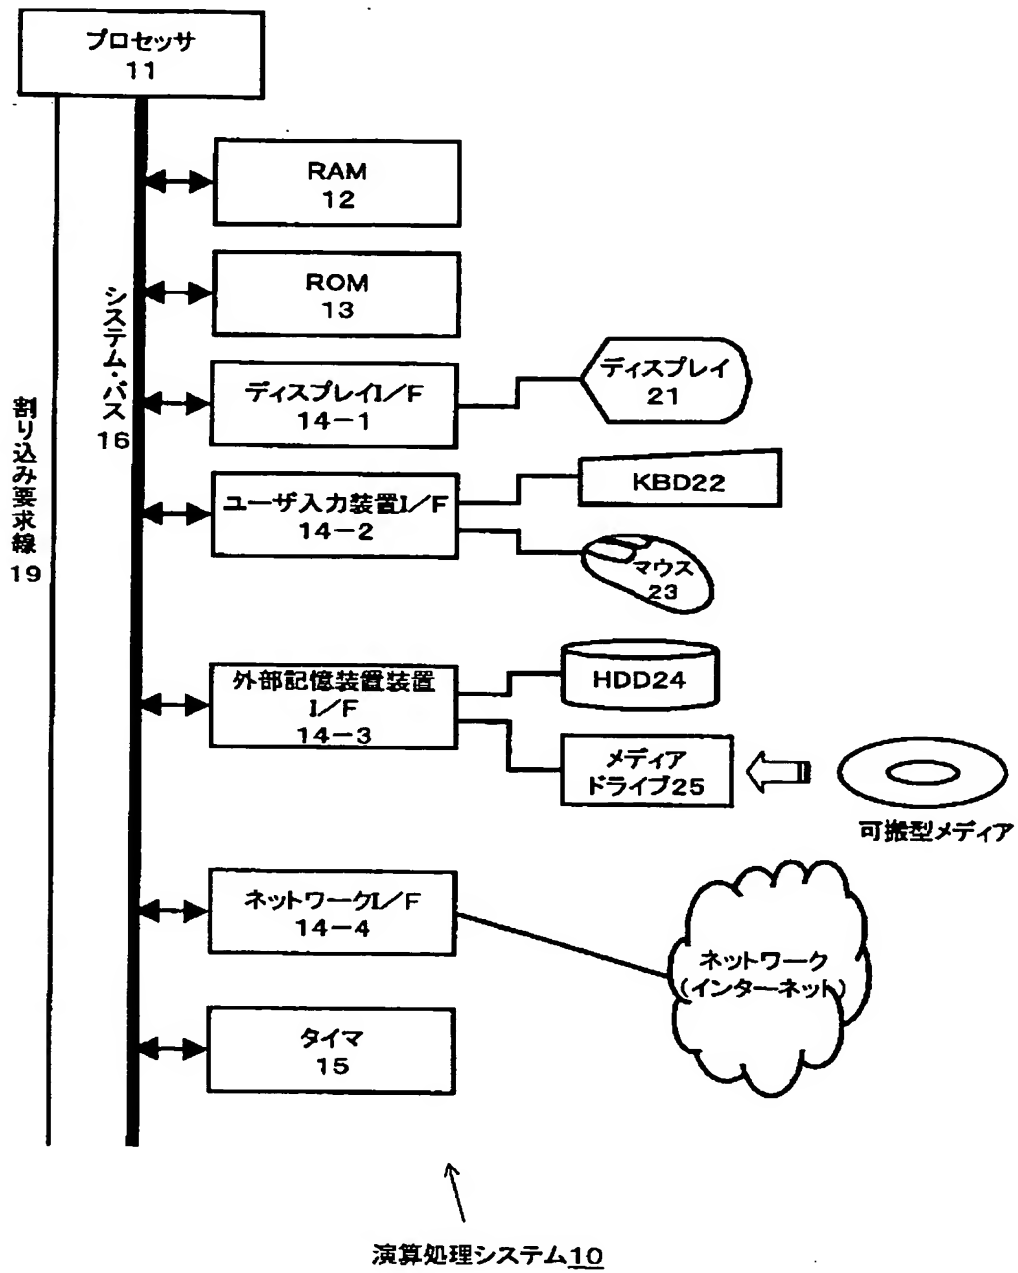 プロセッサ
11
RAM
12
ROM
13
システム・バス
16
割り込み要求線
19
ディスプレイI/F
14-1
ディスプレイ
21
ユーザ入力装置I/F
14-2
KBD22
マウス
23
外部記憶装置装置
I/F
14-3
HDD24
メディア
ドライブ25
可搬型メディア
ネットワークI/F
14-4
ネットワーク
(インターネット)
タイマ
15
演算処理システム10